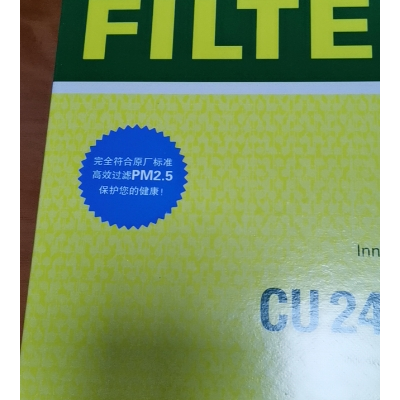 FILTE
完全符合原厂标准
高效过滤PM2.5
保护您的健康！
Inn
CU 24